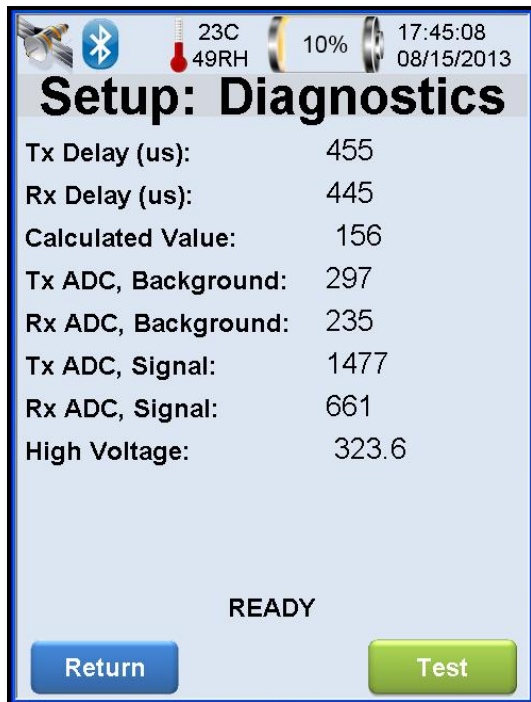 23C
49RH
10%
17:45:08
08/15/2013
Setup: Diagnostics
Tx Delay (us): 455
Rx Delay (us): 445
Calculated Value: 156
Tx ADC, Background: 297
Rx ADC, Background: 235
Tx ADC, Signal: 1477
Rx ADC, Signal: 661
High Voltage: 323.6
READY
Return
Test